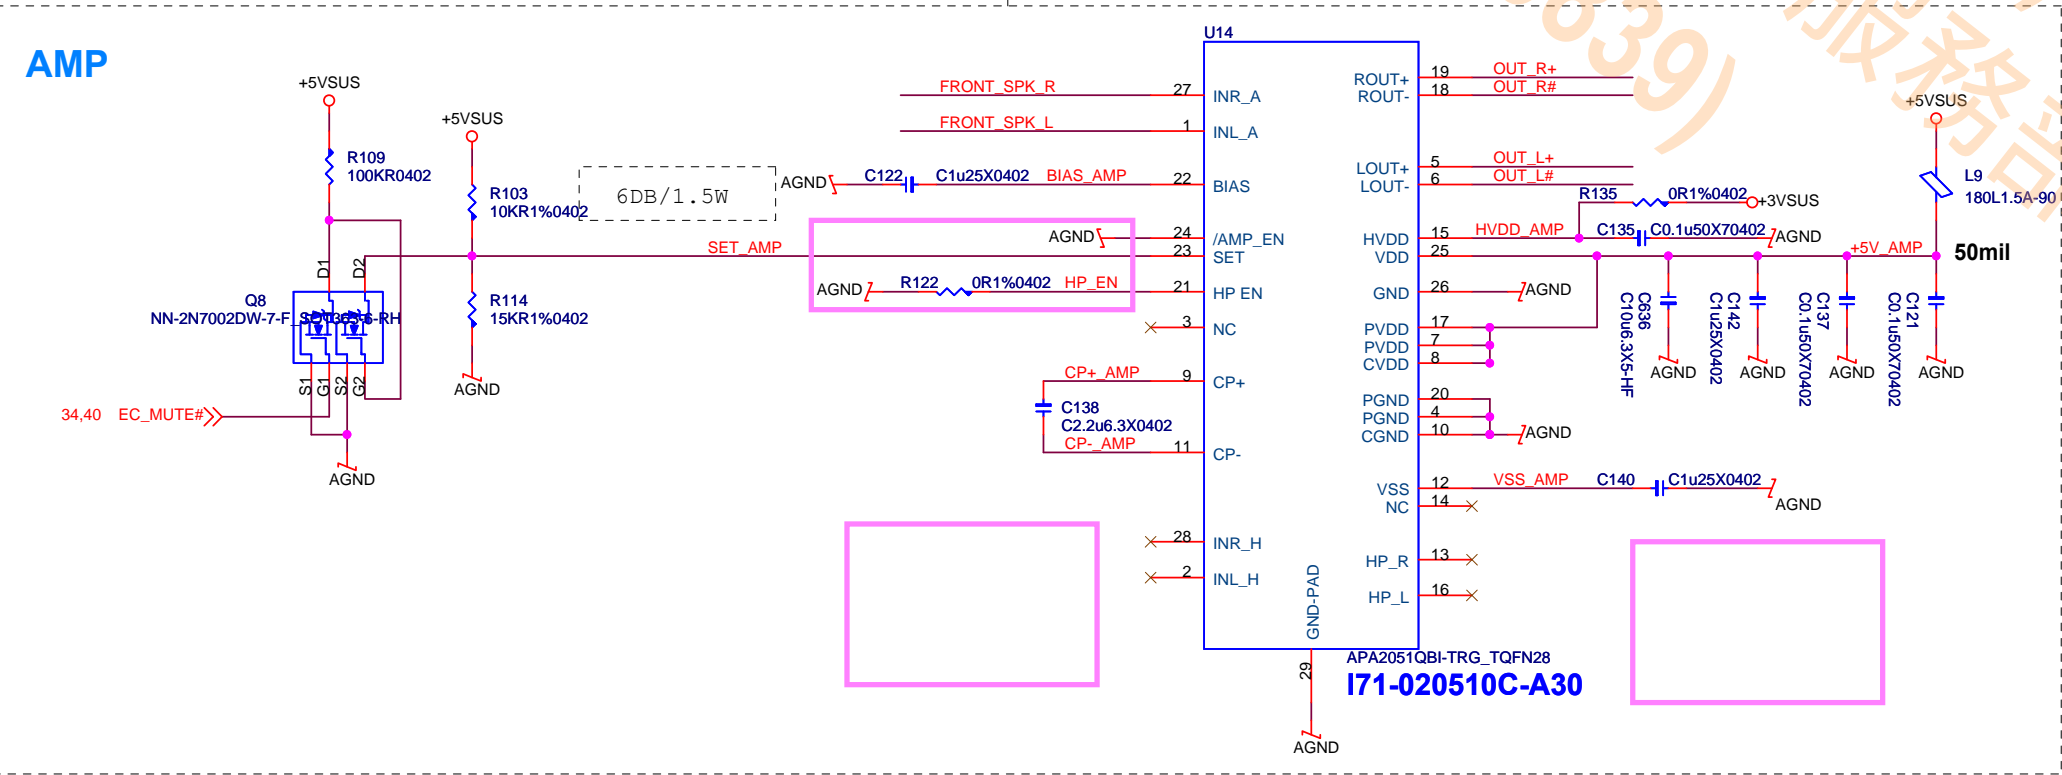 AMP
+5VSUS
R109
100KR0402
+5VSUS
R103
10KR1%0402
6DB/1.5W
SET_AMP
D1
D2
Q8
NN-2N7002DW-7-F_SOT363-6-RH
R114
15KR1%0402
AGND
S1
G1
S2
G2
34,40 EC_MUTE#
AGND
U14
FRONT_SPK_R
27
INR_A
FRONT_SPK_L
1
INL_A
AGND
C122
C1u25X0402
BIAS_AMP
22
BIAS
AGND
24
/AMP_EN
23
SET
AGND
R122
0R1%0402
HP_EN
21
HP EN
3
NC
CP+_AMP
9
CP+
C138
C2.2u6.3X0402
CP-_AMP
11
CP-
28
INR_H
2
INL_H
ROUT+
19
OUT_R+
ROUT-
18
OUT_R#
LOUT+
5
OUT_L+
LOUT-
6
OUT_L#
R135
0R1%0402
+3VSUS
HVDD
15
HVDD_AMP
C135
C0.1u50X70402
AGND
VDD
25
+5V_AMP
50mil
+5VSUS
L9
180L1.5A-90
GND
26
AGND
PVDD
17
PVDD
7
CVDD
8
C636
C10u6.3X5-HF
AGND
C142
C1u25X0402
AGND
C137
C0.1u50X70402
AGND
C121
C0.1u50X70402
AGND
PGND
20
PGND
4
CGND
10
AGND
VSS
12
VSS_AMP
C140
C1u25X0402
AGND
NC
14
HP_R
13
HP_L
16
GND-PAD
29
AGND
APA2051QBI-TRG_TQFN28
I71-020510C-A30
639)
服務部